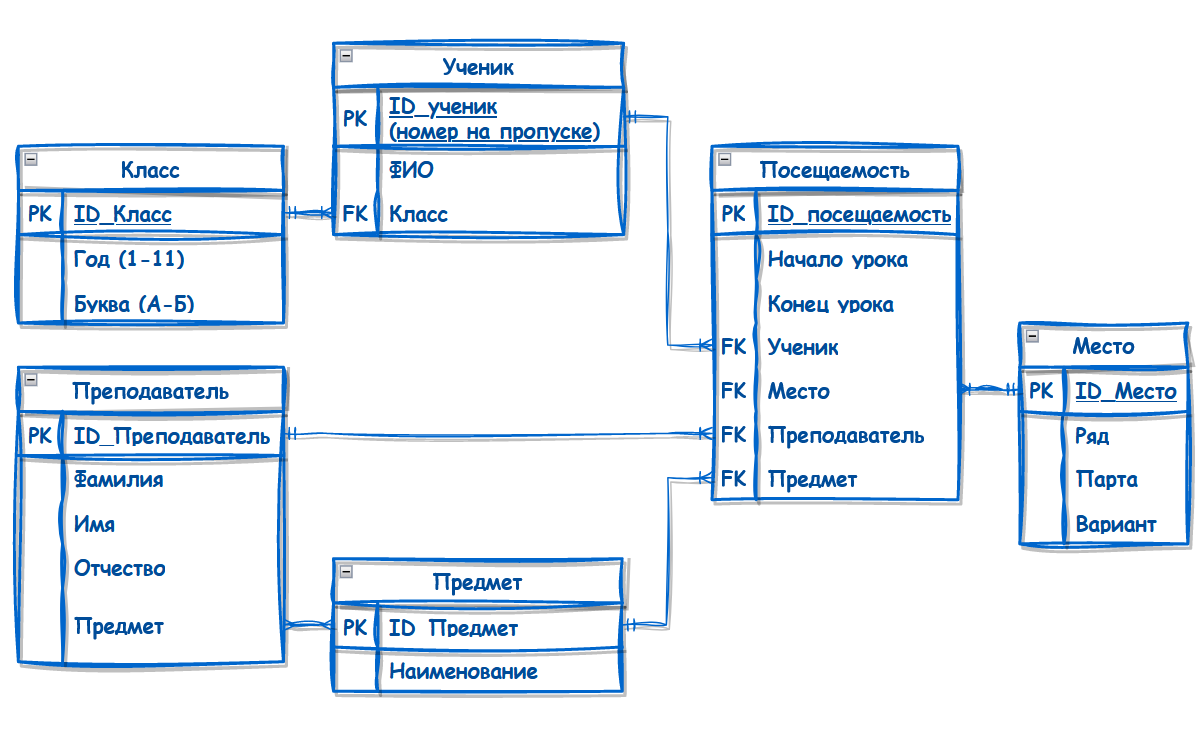 Ученик
PK ID_ученик
(номер на пропуске)
ФИО
FK Класс
Класс
PK ID_Класс
Год (1-11)
Буква (А-Б)
Преподаватель
PK ID_Преподаватель
Фамилия
Имя
Отчество
Предмет
Предмет
PK ID_Предмет
Наименование
Посещаемость
PK ID_посещаемость
Начало урока
Конец урока
FK Ученик
FK Место
FK Преподаватель
FK Предмет
Место
PK ID_Место
Ряд
Парта
Вариант